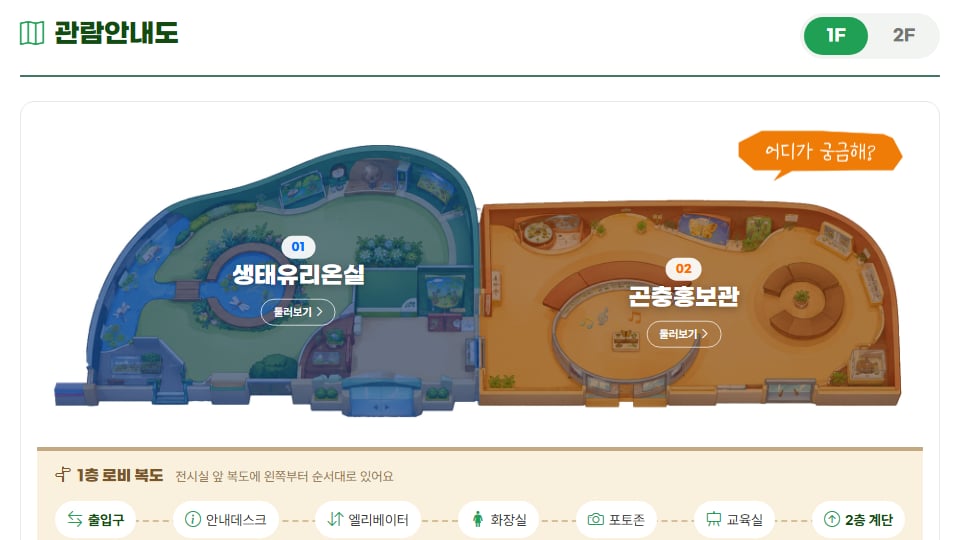 관람안내도
1F
2F
어디가 궁금해?
01
생태유리온실
둘러보기
02
곤충홍보관
둘러보기
1층 로비 복도 전시실 앞 복도에 왼쪽부터 순서대로 있어요
출입구
안내데스크
엘리베이터
화장실
포토존
교육실
2층 계단